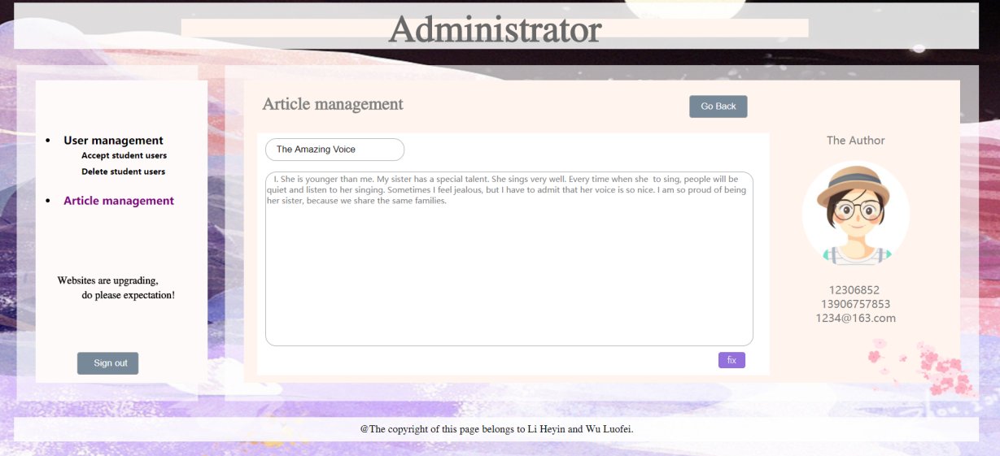 Administrator
User management
Accept student users
Delete student users
Article management
Websites are upgrading,
do please expectation!
Sign out
Article management
Go Back
The Amazing Voice
I. She is younger than me. My sister has a special talent. She sings very well. Every time when she  to sing, people will be
quiet and listen to her singing. Sometimes I feel jealous, but I have to admit that her voice is so nice. I am so proud of being
her sister, because we share the same families.
fix
The Author
12306852
13906757853
1234@163.com
@The copyright of this page belongs to Li Heyin and Wu Luofei.